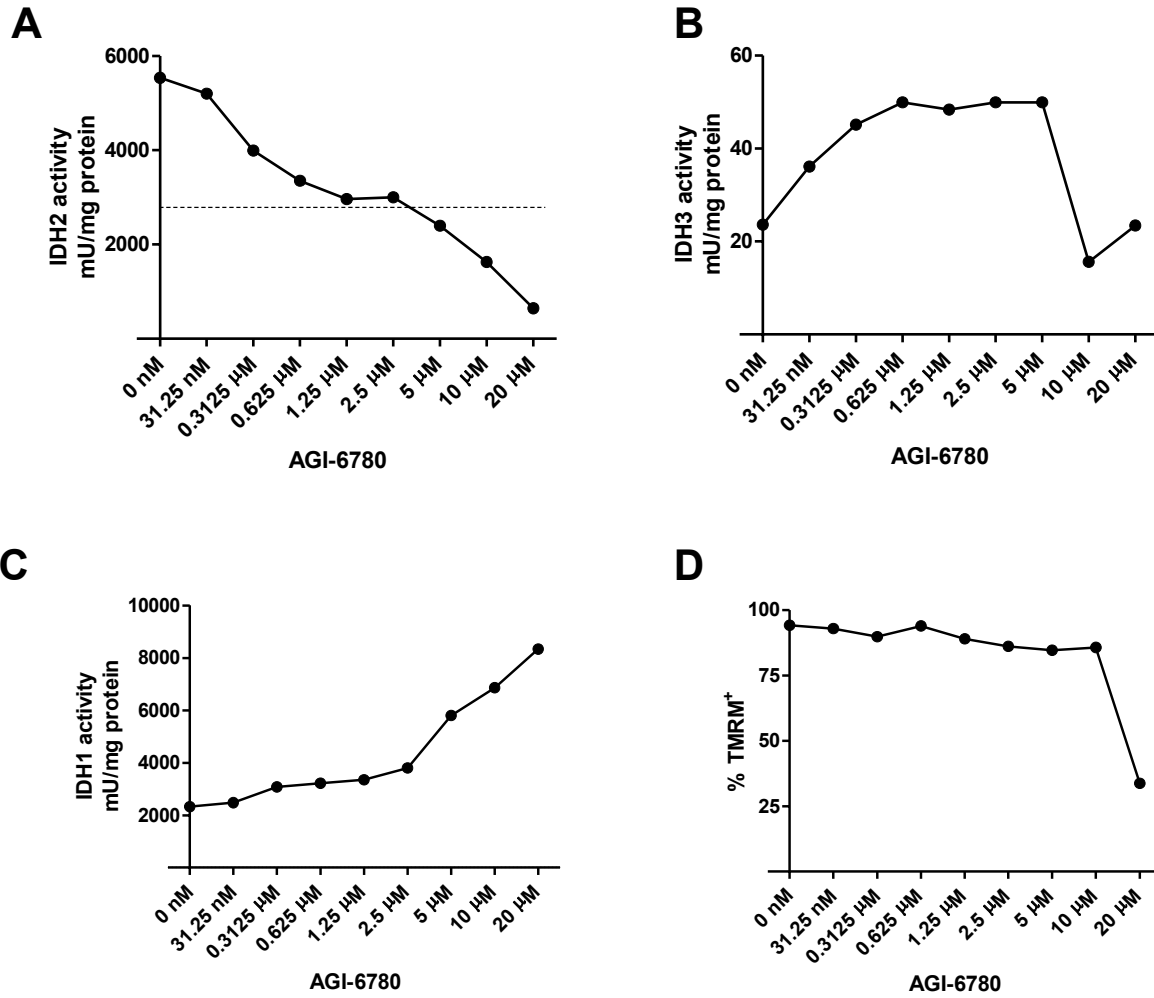 A
IDH2 activity
mU/mg protein
6000
4000
2000
0 nM
31.25 nM
0.3125 µM
0.625 µM
1.25 µM
2.5 µM
5 µM
10 µM
20 µM
AGI-6780
B
IDH3 activity
mU/mg protein
60
40
20
0 nM
31.25 nM
0.3125 µM
0.625 µM
1.25 µM
2.5 µM
5 µM
10 µM
20 µM
AGI-6780
C
IDH1 activity
mU/mg protein
10000
8000
6000
4000
2000
0 nM
31.25 nM
0.3125 µM
0.625 µM
1.25 µM
2.5 µM
5 µM
10 µM
20 µM
AGI-6780
D
% TMRM⁺
100
75
50
25
0 nM
31.25 nM
0.3125 µM
0.625 µM
1.25 µM
2.5 µM
5 µM
10 µM
20 µM
AGI-6780